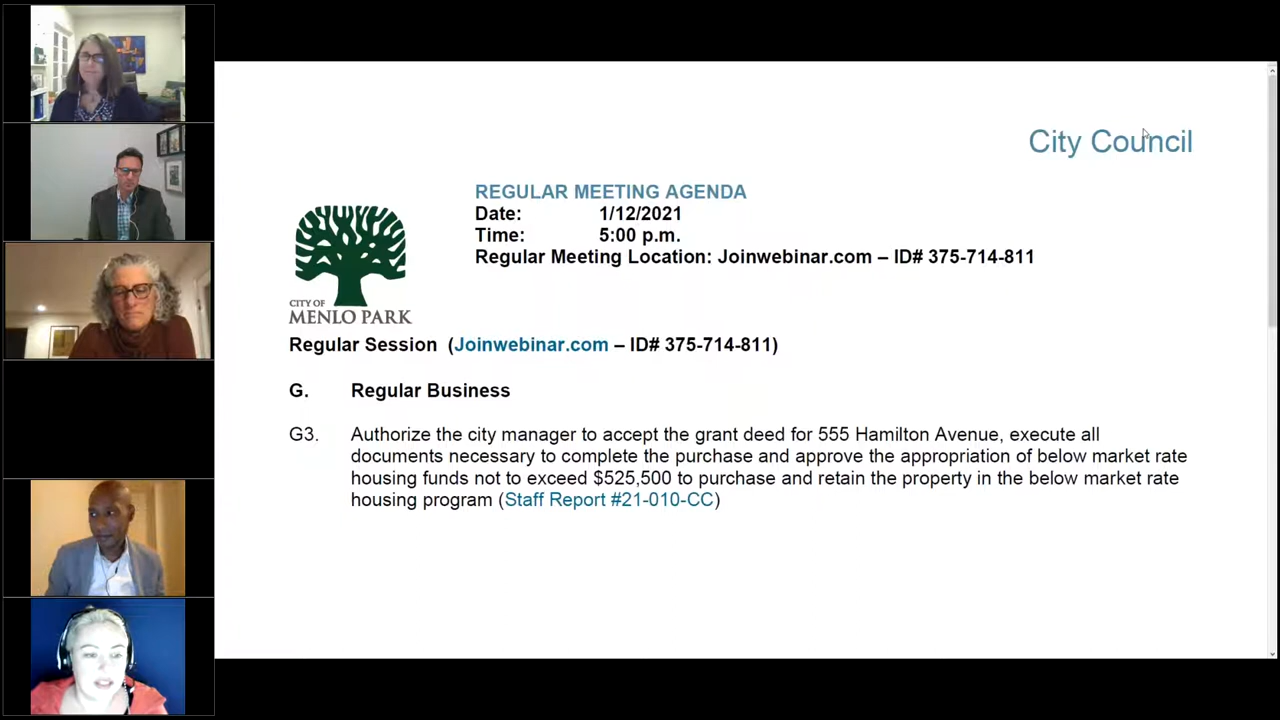 City Council
REGULAR MEETING AGENDA
Date: 1/12/2021
Time: 5:00 p.m.
Regular Meeting Location: Joinwebinar.com – ID# 375-714-811
CITY OF
MENLO PARK
Regular Session (Joinwebinar.com – ID# 375-714-811)
G. Regular Business
G3. Authorize the city manager to accept the grant deed for 555 Hamilton Avenue, execute all
documents necessary to complete the purchase and approve the appropriation of below market rate
housing funds not to exceed $525,500 to purchase and retain the property in the below market rate
housing program (Staff Report #21-010-CC)